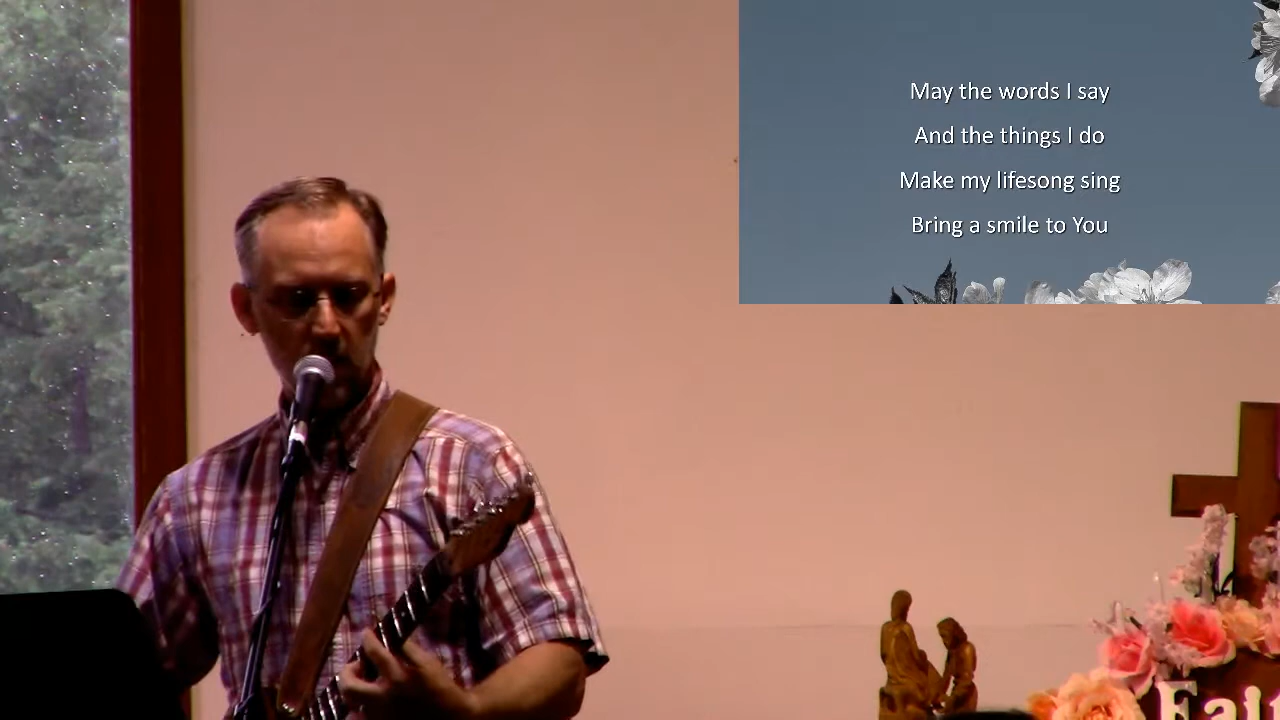 May the words I say
And the things I do
Make my lifesong sing
Bring a smile to You